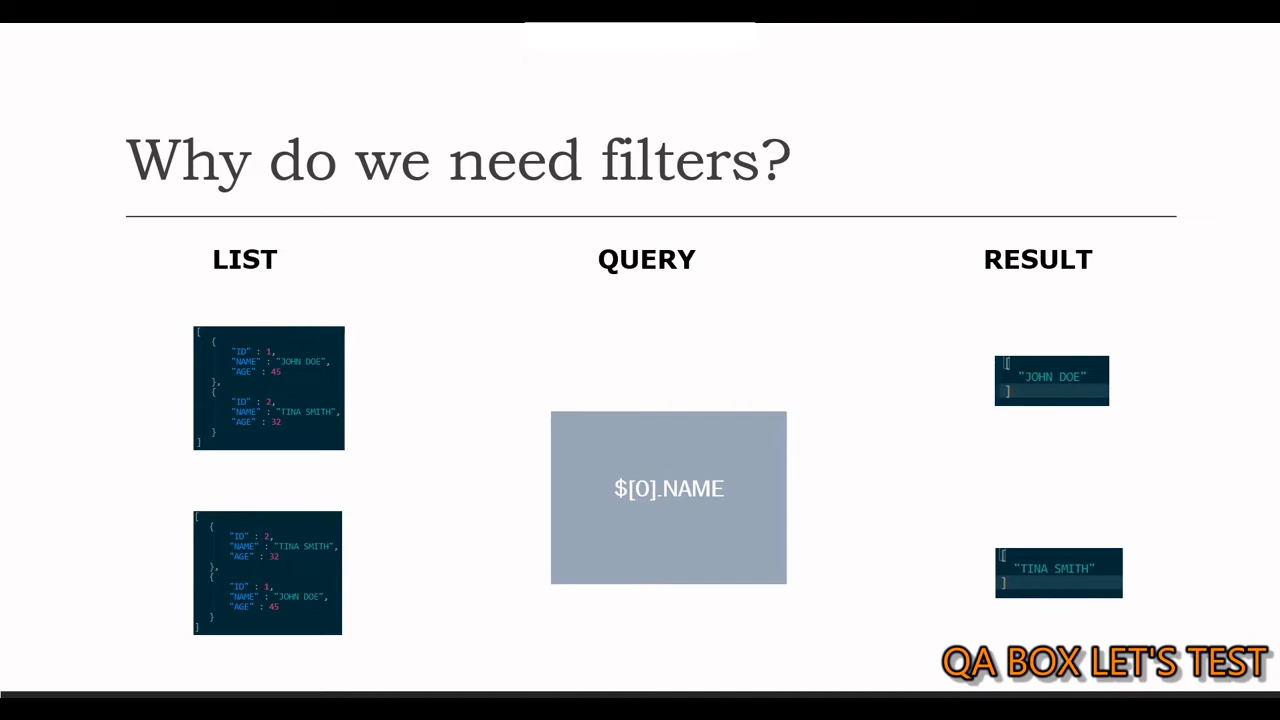 Why do we need filters?
LIST
QUERY
RESULT
[
{
"ID" : 1,
"NAME" : "JOHN DOE",
"AGE" : 45
},
{
"ID" : 2,
"NAME" : "TINA SMITH",
"AGE" : 32
}
]
[
{
"ID" : 2,
"NAME" : "TINA SMITH",
"AGE" : 32
},
{
"ID" : 1,
"NAME" : "JOHN DOE",
"AGE" : 45
}
]
$[0].NAME
[
"JOHN DOE"
]
[
"TINA SMITH"
]
QA BOX LET'S TEST